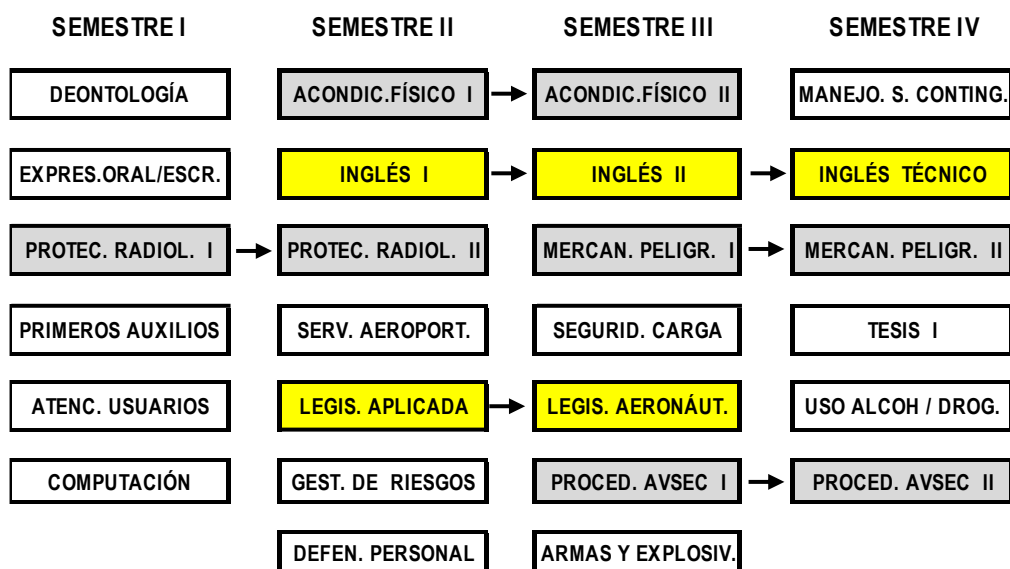 SEMESTRE I SEMESTRE II SEMESTRE III SEMESTRE IV
DEONTOLOGÍA ACONDIC.FÍSICO I ACONDIC.FÍSICO II MANEJO. S. CONTING.
EXPRES.ORAL/ESCR. INGLÉS I INGLÉS II INGLÉS TÉCNICO
PROTEC. RADIOL. I PROTEC. RADIOL. II MERCAN. PELIGR. I MERCAN. PELIGR. II
PRIMEROS AUXILIOS SERV. AEROPORT. SEGURID. CARGA TESIS I
ATENC. USUARIOS LEGIS. APLICADA LEGIS. AERONÁUT. USO ALCOH / DROG.
COMPUTACIÓN GEST. DE RIESGOS PROCED. AVSEC I PROCED. AVSEC II
DEFEN. PERSONAL ARMAS Y EXPLOSIV.